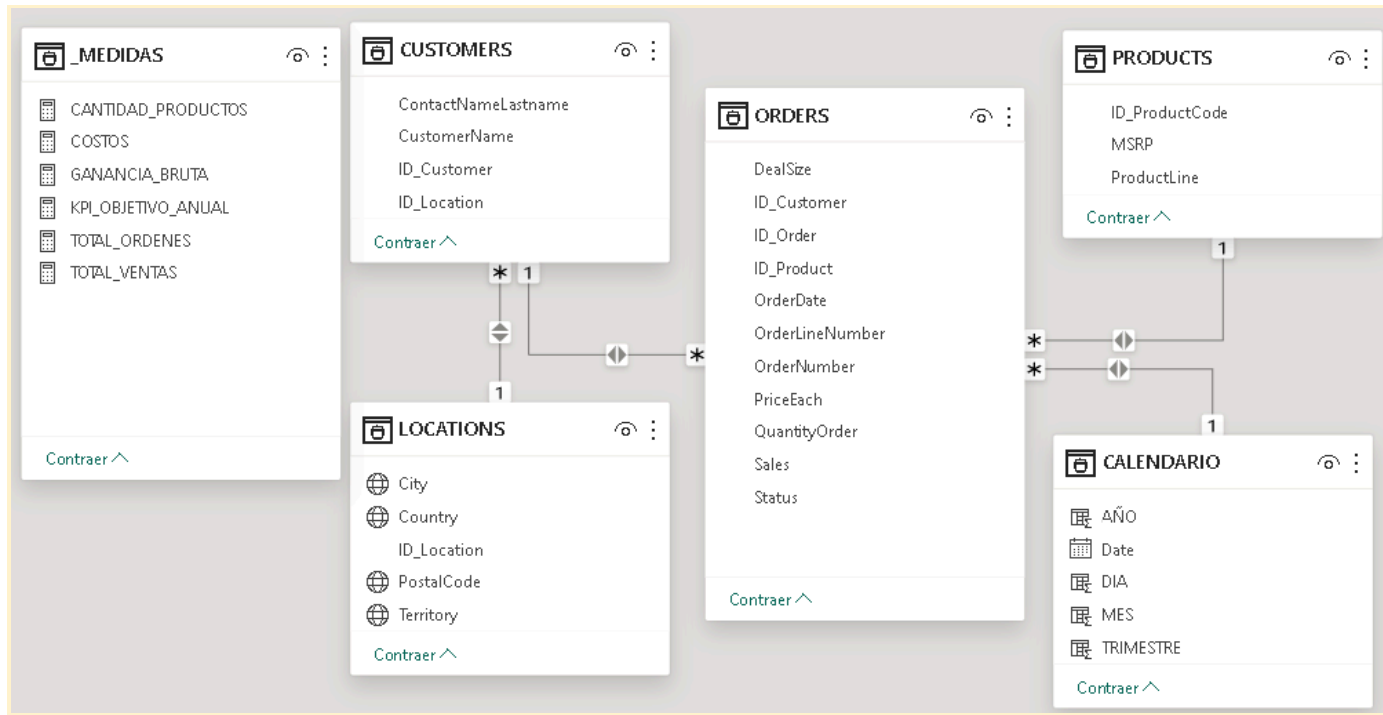 _MEDIDAS
CANTIDAD_PRODUCTOS
COSTOS
GANANCIA_BRUTA
KPI_OBJETIVO_ANUAL
TOTAL_ORDENES
TOTAL_VENTAS
Contraer
CUSTOMERS
ContactNameLastname
CustomerName
ID_Customer
ID_Location
Contraer
* 1
*
1
LOCATIONS
City
Country
ID_Location
PostalCode
Territory
Contraer
ORDERS
DealSize
ID_Customer
ID_Order
ID_Product
OrderDate
OrderLineNumber
OrderNumber
PriceEach
QuantityOrder
Sales
Status
Contraer
PRODUCTS
ID_ProductCode
MSRP
ProductLine
Contraer
1
*
*
1
CALENDARIO
AÑO
Date
DIA
MES
TRIMESTRE
Contraer